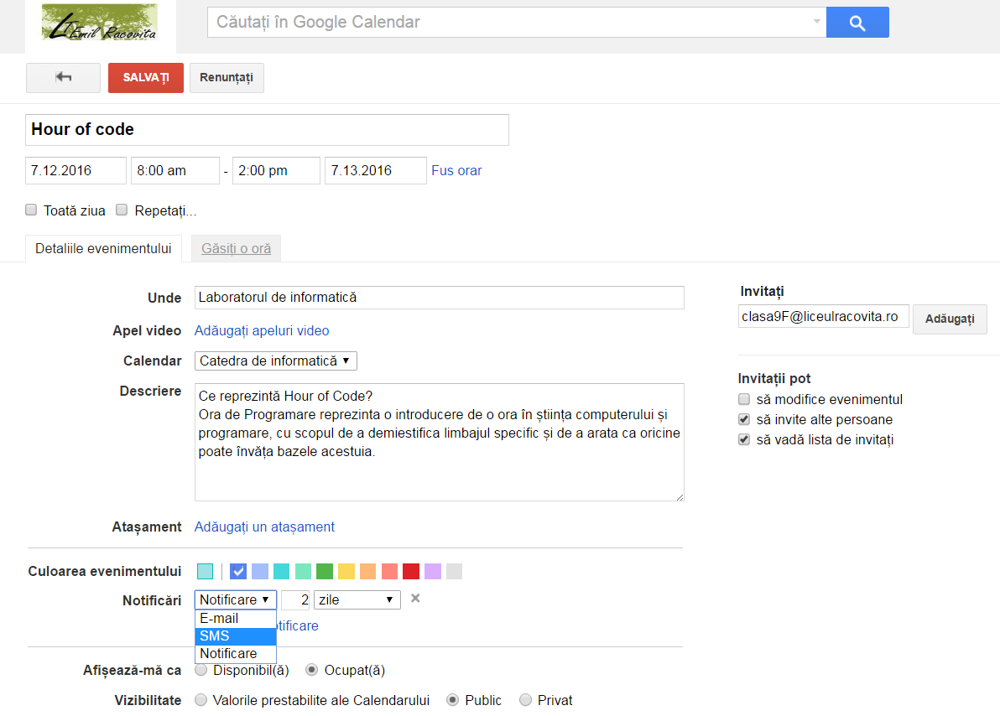 LT Emil Racovita
Căutați în Google Calendar
SALVAȚI Renunțați
Hour of code
7.12.2016 8:00 am - 2:00 pm 7.13.2016 Fus orar
Toată ziua Repetați...
Detaliile evenimentului Găsiți o oră
Unde Laboratorul de informatică
Apel video Adăugați apeluri video
Calendar Catedra de informatică
Descriere Ce reprezintă Hour of Code?
Ora de Programare reprezinta o introducere de o ora în știința computerului și
programare, cu scopul de a demiestifica limbajul specific și de a arata ca oricine
poate învăța bazele acestuia.
Atașament Adăugați un atașament
Culoarea evenimentului
Notificări Notificare 2 zile
E-mail
SMS
Notificare
tificare
Afișează-mă ca Disponibil(ă) Ocupat(ă)
Vizibilitate Valorile prestabilite ale Calendarului Public Privat
Invitați
clasa9F@liceulracovita.ro Adăugați
Invitații pot
să modifice evenimentul
să invite alte persoane
să vadă lista de invitați